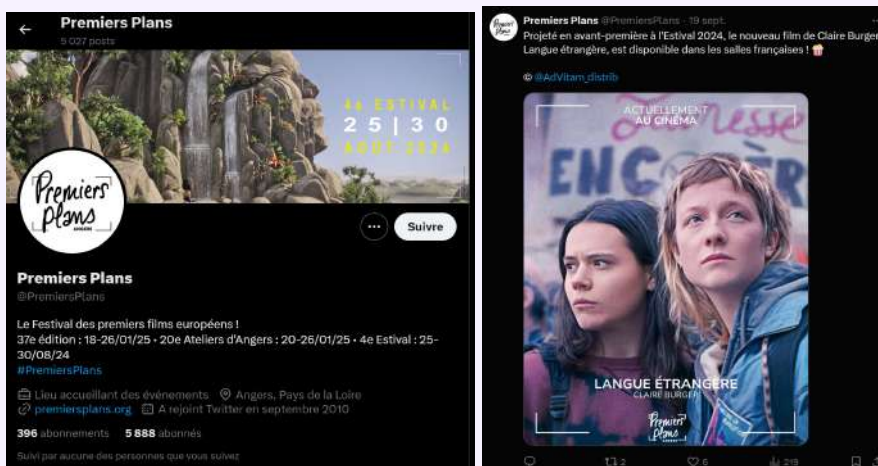 Premiers Plans
5 027 posts
4e ESTIVAL
25 | 30
AOÛT 2024
Premiers
Plans
ANGERS
Suivre
Premiers Plans
@PremiersPlans
Le Festival des premiers films européens !
37e édition : 18-26/01/25 • 20e Ateliers d'Angers : 20-26/01/25 • 4e Estival : 25-
30/08/24
#PremiersPlans
Lieu accueillant des événements
Angers, Pays de la Loire
premiersplans.org
A rejoint Twitter en septembre 2010
396 abonnements 5 888 abonnés
Suivi par aucune des personnes que vous suivez
Premiers Plans @PremiersPlans · 19 sept.
Projeté en avant-première à l'Estival 2024, le nouveau film de Claire Burger
Langue étrangère, est disponible dans les salles françaises !
© @AdVitam_distrib
ACTUELLEMENT
AU CINÉMA
ENC
LANGUE ÉTRANGÈRE
CLAIRE BURGER
Premiers
Plans
2
6
219